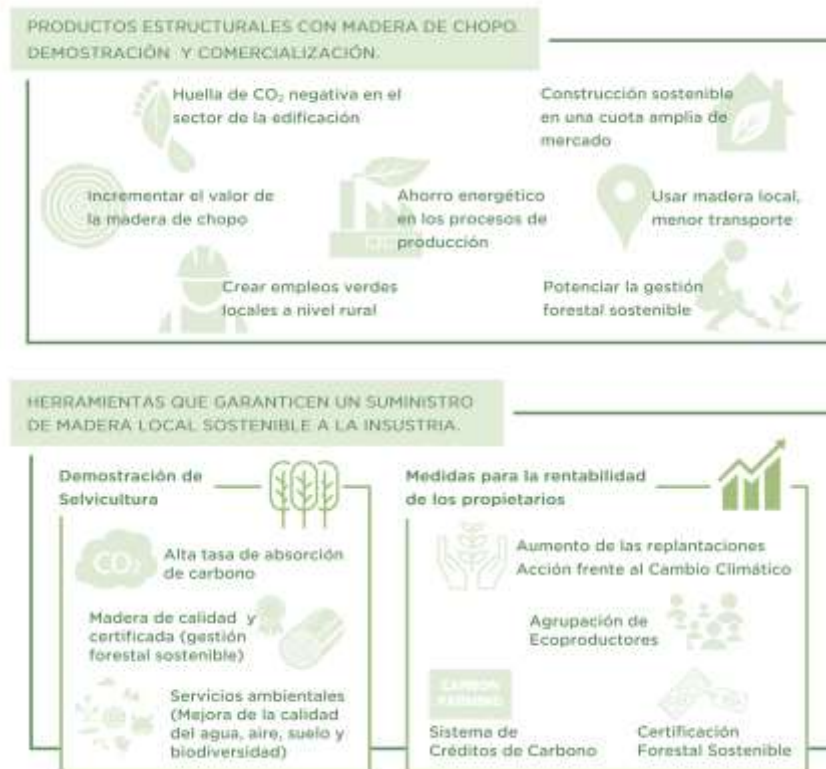 PRODUCTOS ESTRUCTURALES CON MADERA DE CHOPO.
DEMOSTRACIÓN Y COMERCIALIZACIÓN.
Huella de CO₂ negativa en el
sector de la edificación
Construcción sostenible
en una cuota amplia de
mercado
Incrementar el valor de
la madera de chopo
Ahorro energético
en los procesos de
producción
Usar madera local,
menor transporte
Crear empleos verdes
locales a nivel rural
Potenciar la gestión
forestal sostenible
HERRAMIENTAS QUE GARANTICEN UN SUMINISTRO
DE MADERA LOCAL SOSTENIBLE A LA INSUSTRIA.
Demostración de
Selvicultura
CO₂
Alta tasa de absorción
de carbono
Madera de calidad y
certificada (gestión
forestal sostenible)
Servicios ambientales
(Mejora de la calidad
del agua, aire, suelo y
biodiversidad)
Medidas para la rentabilidad
de los propietarios
Aumento de las replantaciones
Acción frente al Cambio Climático
Agrupación de
Ecoproductores
CARBON
FARMING
Sistema de
Créditos de Carbono
Certificación
Forestal Sostenible